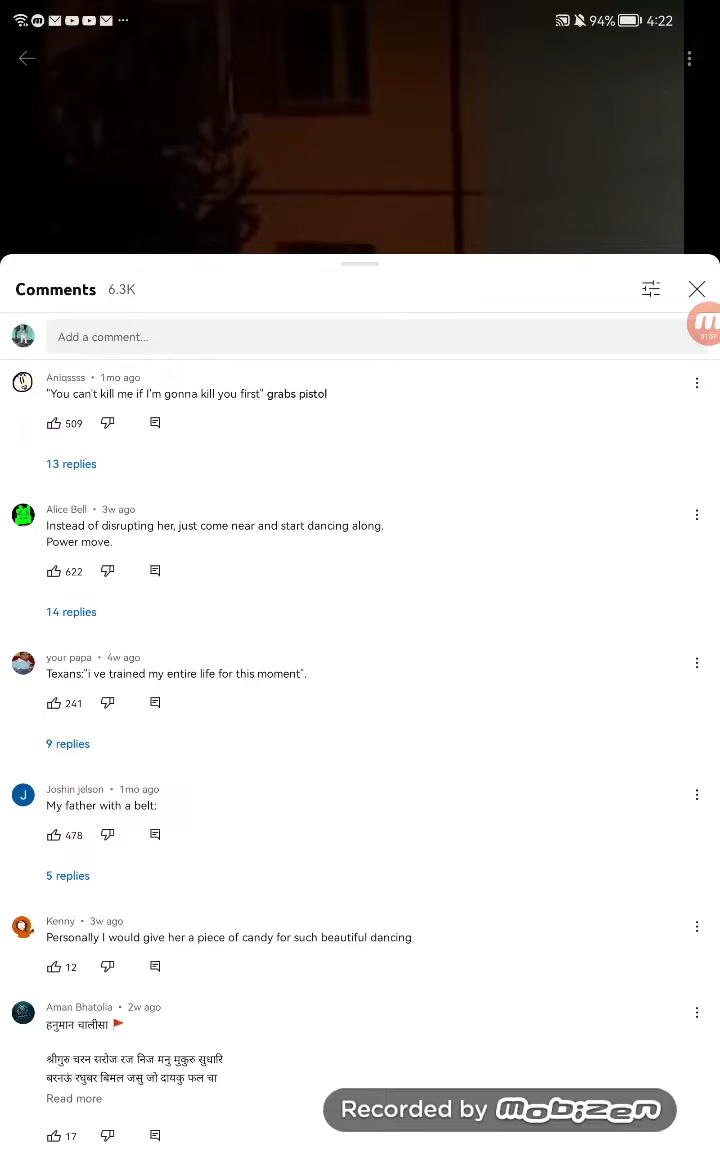 94% 4:22
Comments 6.3K
01:59
Add a comment...
Aniqssss • 1mo ago
"You can't kill me if I'm gonna kill you first" grabs pistol
509
13 replies
Alice Bell • 3w ago
Instead of disrupting her, just come near and start dancing along.
Power move.
622
14 replies
your papa • 4w ago
Texans:"i ve trained my entire life for this moment".
241
9 replies
J
Joshin jelson • 1mo ago
My father with a belt:
478
5 replies
Kenny • 3w ago
Personally I would give her a piece of candy for such beautiful dancing
12
Aman Bhatolia • 2w ago
हनुमान चालीसा 🚩
श्रीगुरु चरन सरोज रज निज मनु मुकुरु सुधारि
बरनऊं रघुबर बिमल जसु जो दायकु फल चा
Read more
Recorded by mobizen
17